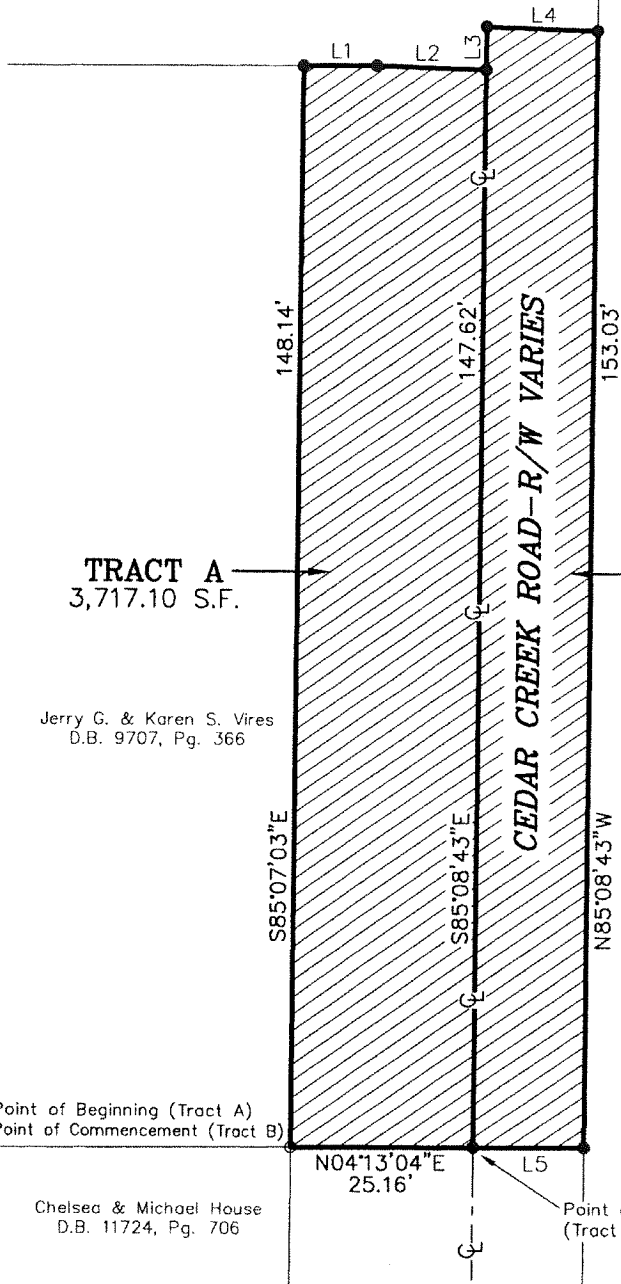 L4
L3
L1
L2
℄
148.14'
147.62'
153.03'
CEDAR CREEK ROAD-R/W VARIES
TRACT A
3,717.10 S.F.
℄
Jerry G. & Karen S. Vires
D.B. 9707, Pg. 366
S85°07'03"E
S85°08'43"E
N85°08'43"W
℄
Point of Beginning (Tract A)
Point of Commencement (Tract B)
N04°13'04"E
25.16'
L5
Chelsea & Michael House
D.B. 11724, Pg. 706
Point
(Tract
℄